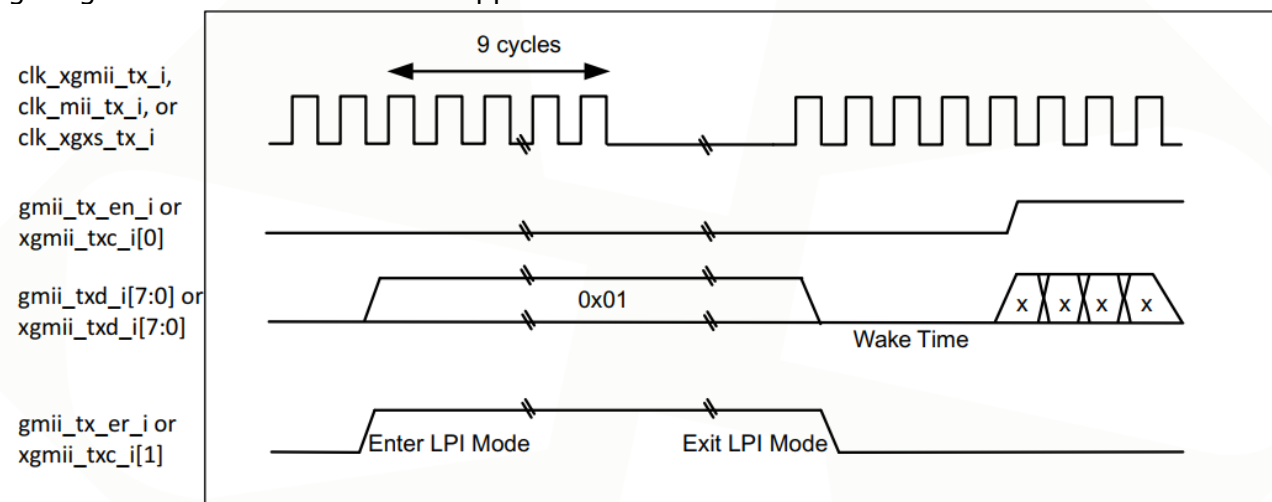 9 cycles
clk_xgmii_tx_i,
clk_mii_tx_i, or
clk_xgxs_tx_i
gmii_tx_en_i or
xgmii_txc_i[0]
gmii_txd_i[7:0] or
xgmii_txd_i[7:0]
0x01
x x x x
Wake Time
gmii_tx_er_i or
xgmii_txc_i[1]
Enter LPI Mode
Exit LPI Mode